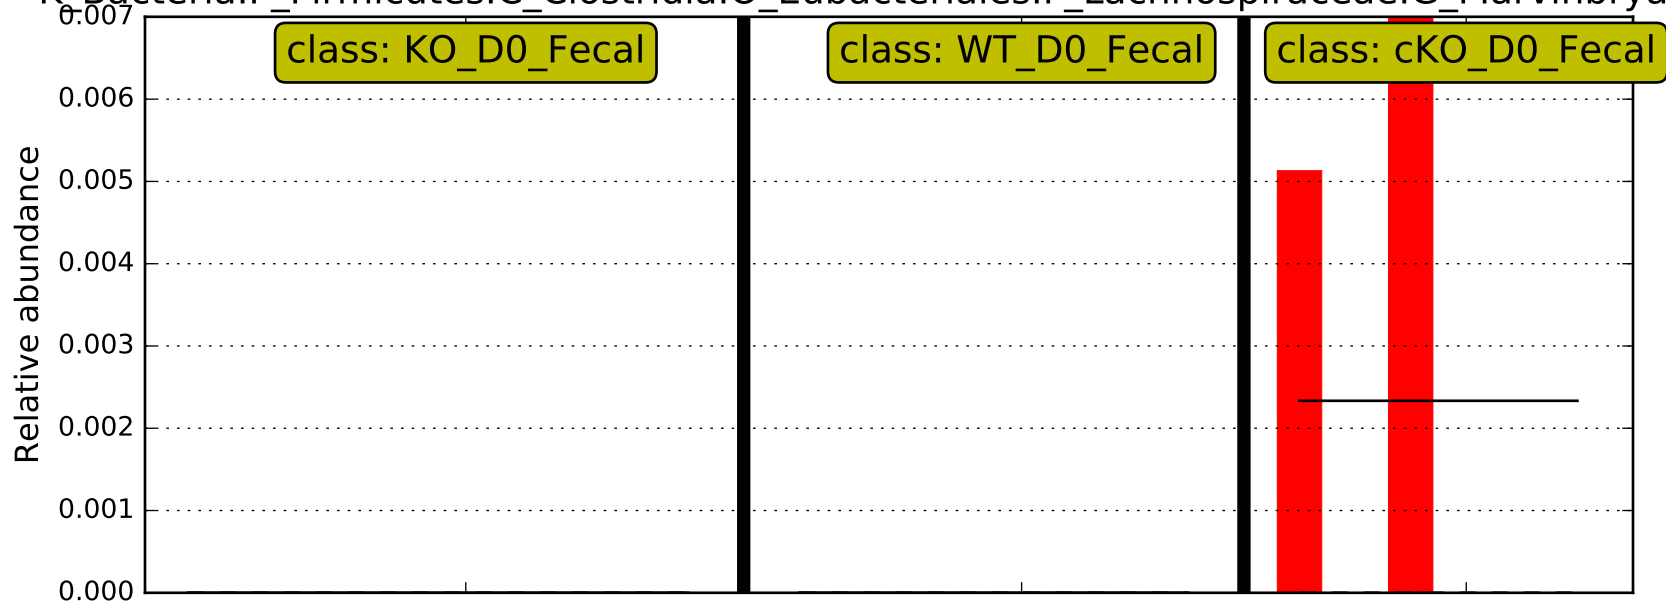 0.007
class: KO_D0_Fecal
class: WT_D0_Fecal
class: cKO_D0_Fecal
0.006
0.005
0.004
0.003
0.002
0.001
0.000
Relative abundance